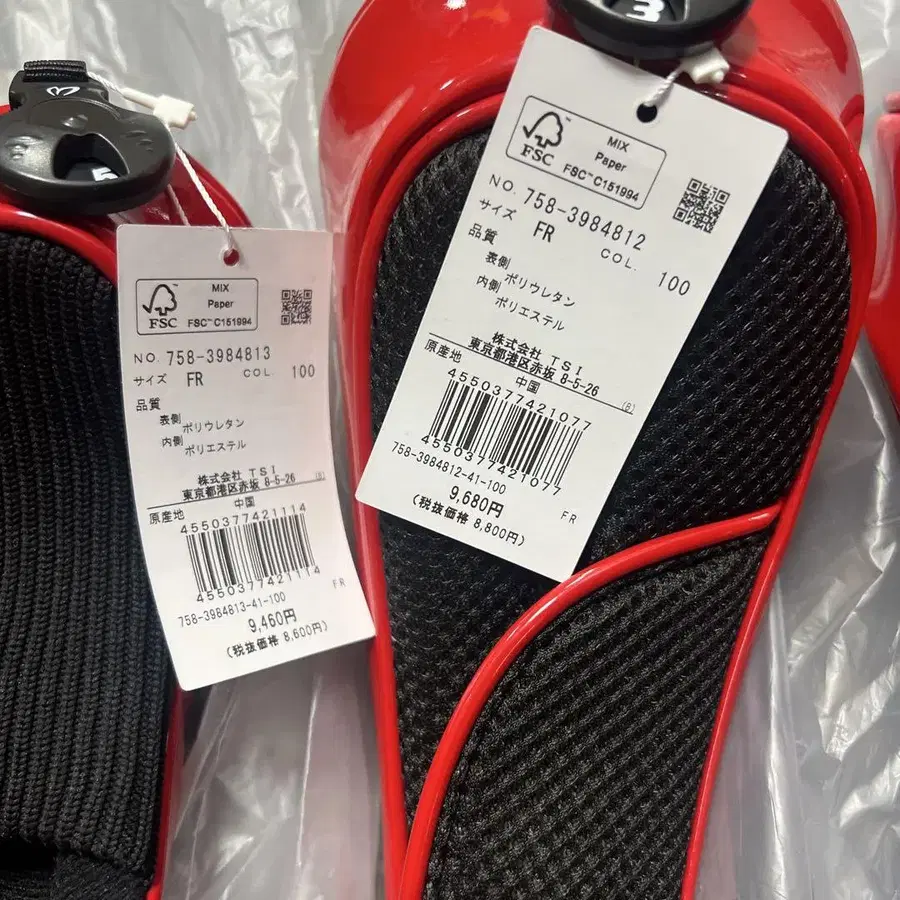 5
MIX
Paper
FSC™ C151994
FSC
NO. 758-3984813
サイズ FR COL. 100
品質
表側
ポリウレタン
内側
ポリエステル
株式会社 TSI
東京都港区赤坂 8-5-26 (6)
原産地 中国
4550377421114
4550377421114
758-3984813-41-100
FR
9,460円
(税抜価格 8,600円)
3
MIX
Paper
FSC™ C151994
FSC
NO. 758-3984812
サイズ FR COL. 100
品質
表側
ポリウレタン
内側
ポリエステル
株式会社 TSI
東京都港区赤坂 8-5-26 (6)
原産地 中国
4550377421077
4550377421077
758-3984812-41-100
9,680円 FR
(税抜価格 8,800円)